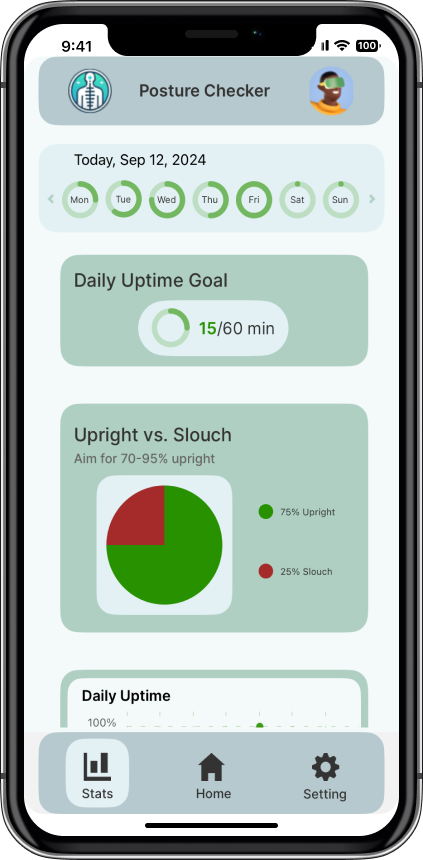 9:41
100
Posture Checker
Today, Sep 12, 2024
Mon Tue Wed Thu Fri Sat Sun
Daily Uptime Goal
15/60 min
Upright vs. Slouch
Aim for 70-95% upright
75% Upright
25% Slouch
Daily Uptime
100%
Stats Home Setting